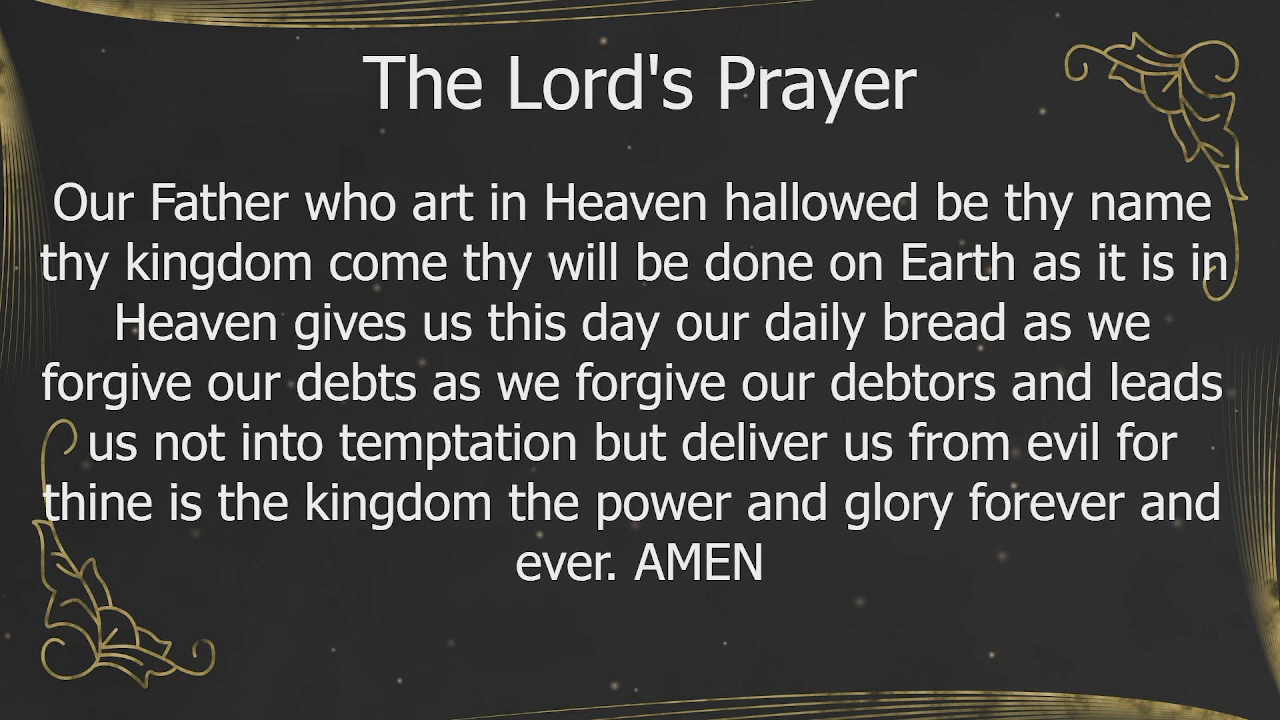 The Lord's Prayer
Our Father who art in Heaven hallowed be thy name
thy kingdom come thy will be done on Earth as it is in
Heaven gives us this day our daily bread as we
forgive our debts as we forgive our debtors and leads
us not into temptation but deliver us from evil for
thine is the kingdom the power and glory forever and
ever. AMEN